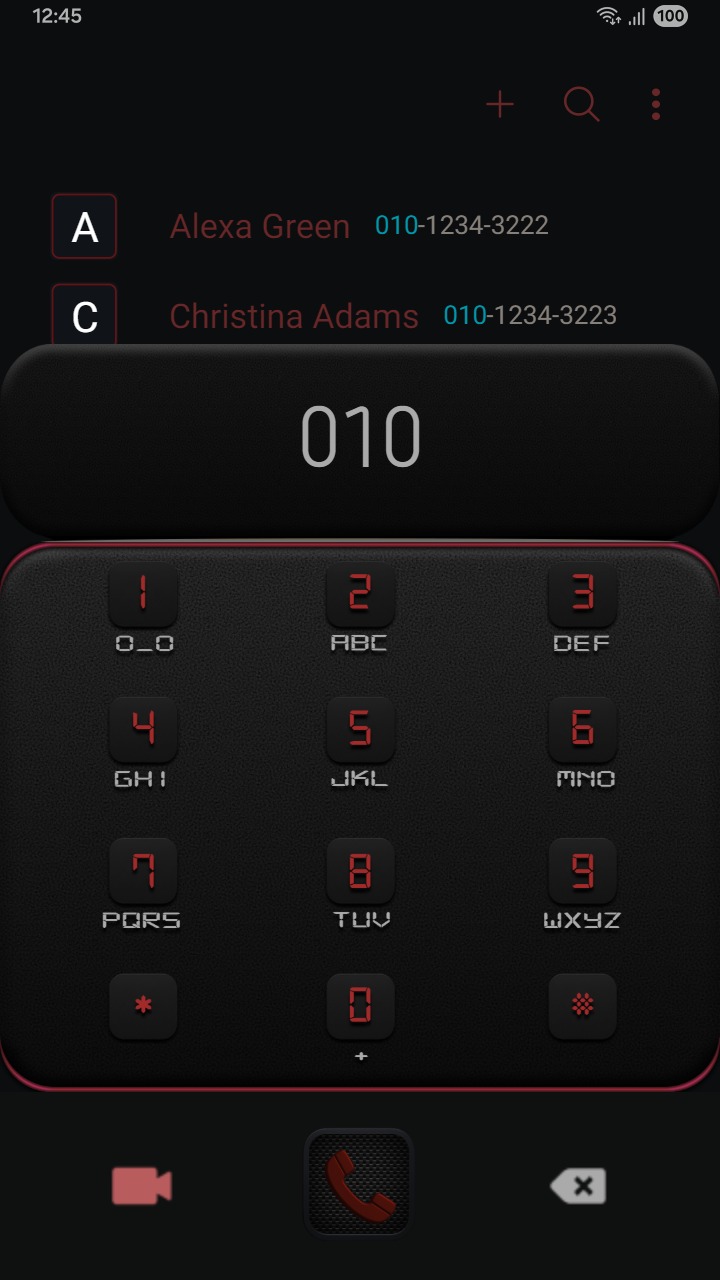 12:45 100
A Alexa Green 010-1234-3222
C Christina Adams 010-1234-3223
010
1 2 3
O_O ABC DEF
4 5 6
GHI JKL MNO
7 8 9
PQRS TUV WXYZ
* 0 #
+